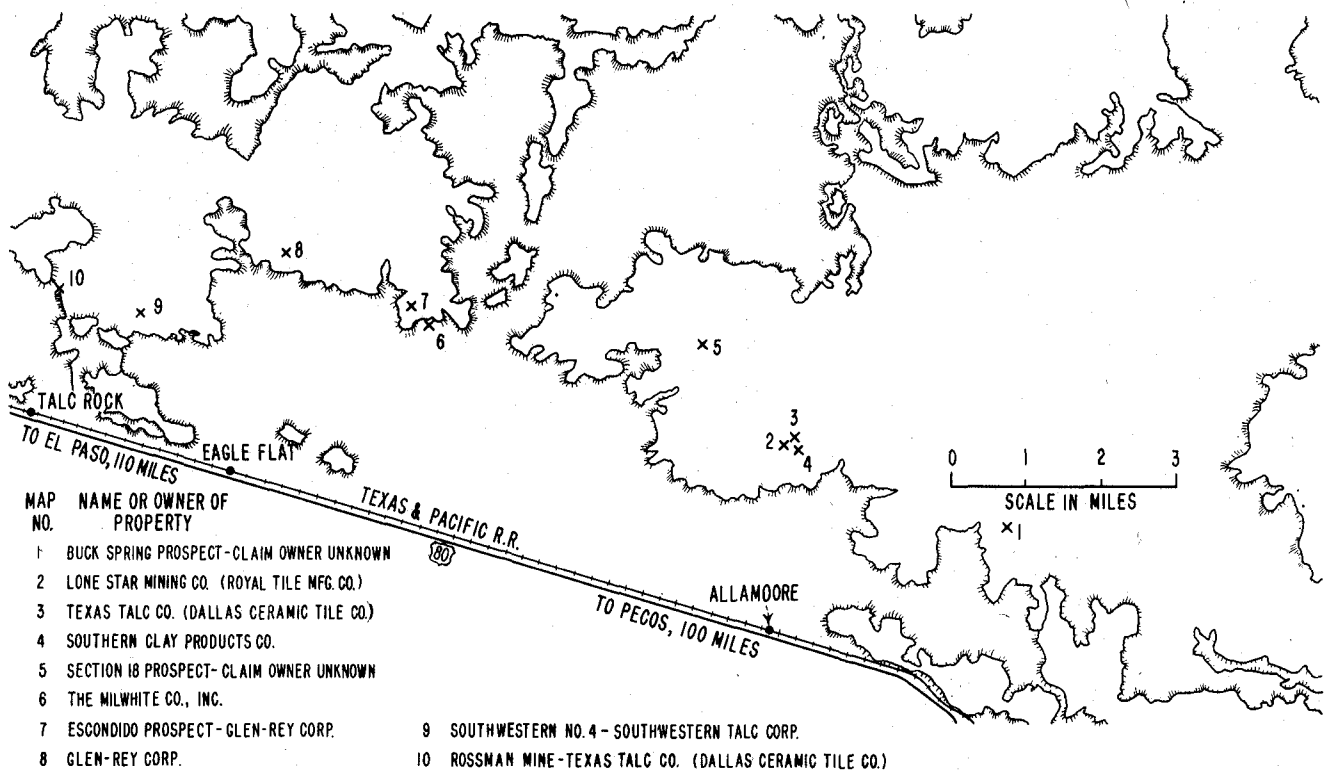 8
10
9
7
6
5
3
2
4
0 1 2 3
SCALE IN MILES
1
TALC ROCK
TO EL PASO, 110 MILES
EAGLE FLAT
TEXAS & PACIFIC R.R.
80
ALLAMOORE
TO PECOS, 100 MILES
MAP NAME OR OWNER OF
NO. PROPERTY
1 BUCK SPRING PROSPECT-CLAIM OWNER UNKNOWN
2 LONE STAR MINING CO. (ROYAL TILE MFG. CO.)
3 TEXAS TALC CO. (DALLAS CERAMIC TILE CO.)
4 SOUTHERN CLAY PRODUCTS CO.
5 SECTION 18 PROSPECT-CLAIM OWNER UNKNOWN
6 THE MILWHITE CO., INC.
7 ESCONDIDO PROSPECT-GLEN-REY CORP.
8 GLEN-REY CORP.
9 SOUTHWESTERN NO. 4 - SOUTHWESTERN TALC CORP.
10 ROSSMAN MINE-TEXAS TALC CO. (DALLAS CERAMIC TILE CO.)